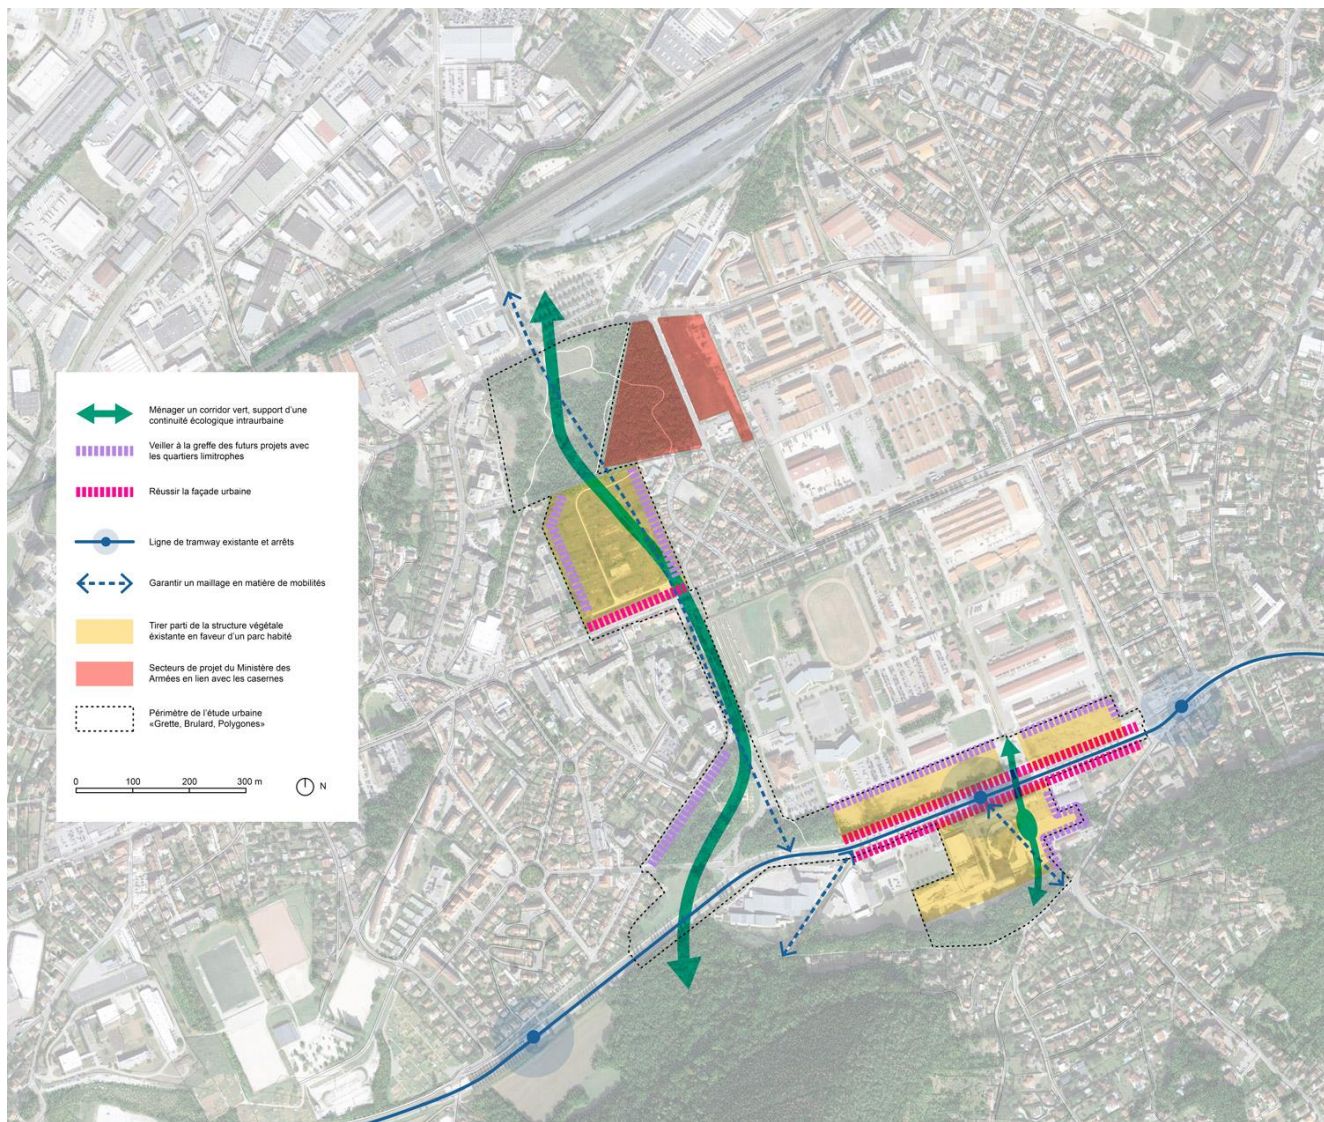 Ménager un corridor vert, support d'une
continuité écologique intraurbaine
Veiller à la greffe des futurs projets avec
les quartiers limitrophes
Réussir la façade urbaine
Ligne de tramway existante et arrêts
Garantir un maillage en matière de mobilités
Tirer parti de la structure végétale
éxistante en faveur d'un parc habité
Secteurs de projet du Ministère des
Armées en lien avec les casernes
Périmètre de l'étude urbaine
«Grette, Brulard, Polygones»
0 100 200 300 m
N